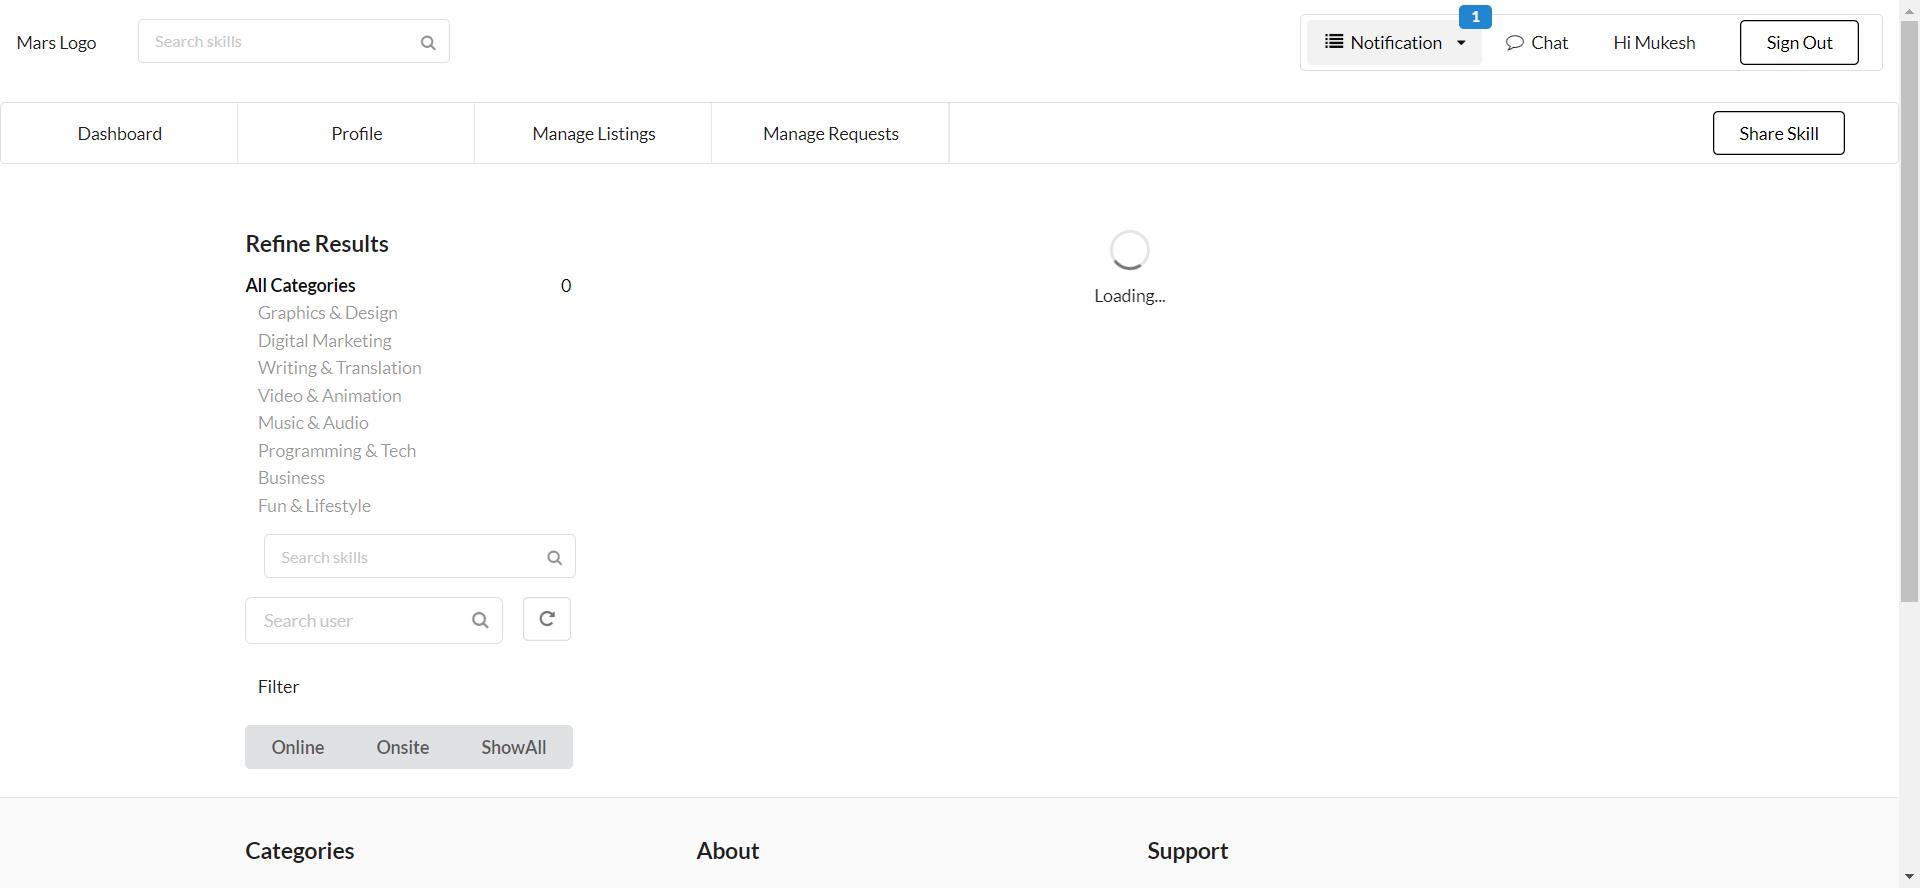 1
Mars Logo
Search skills
Notification
Chat
Hi Mukesh
Sign Out
Dashboard
Profile
Manage Listings
Manage Requests
Share Skill
Refine Results
All Categories 0
Graphics & Design
Digital Marketing
Writing & Translation
Video & Animation
Music & Audio
Programming & Tech
Business
Fun & Lifestyle
Search skills
Search user
Filter
Online
Onsite
ShowAll
Loading...
Categories
About
Support